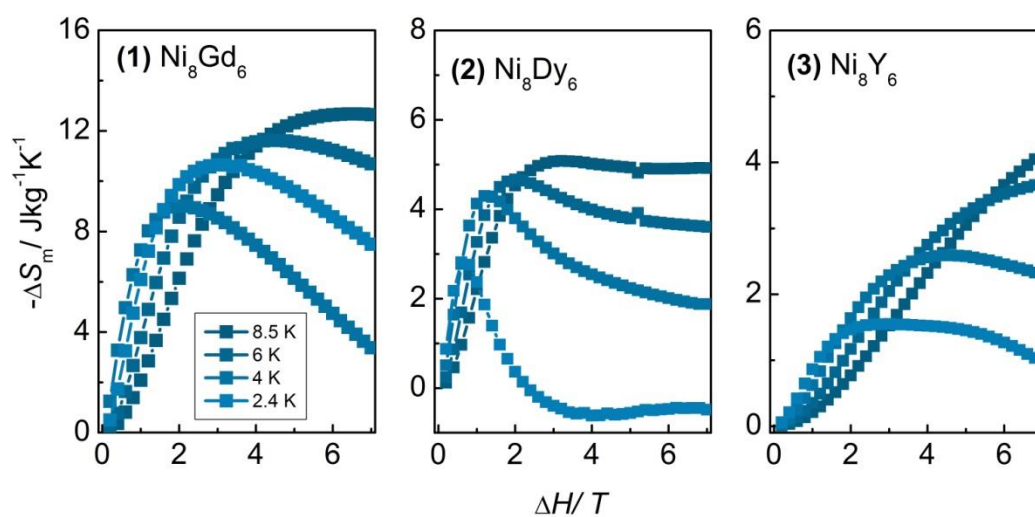 (1) Ni₈Gd₆
(2) Ni₈Dy₆
(3) Ni₈Y₆
-ΔSₘ/ Jkg⁻¹K⁻¹
16
12
8
4
0
8.5 K
6 K
4 K
2.4 K
0 2 4 6
8
6
4
2
0
2 4 6
6
4
2
0
0 2 4 6
ΔH/ T